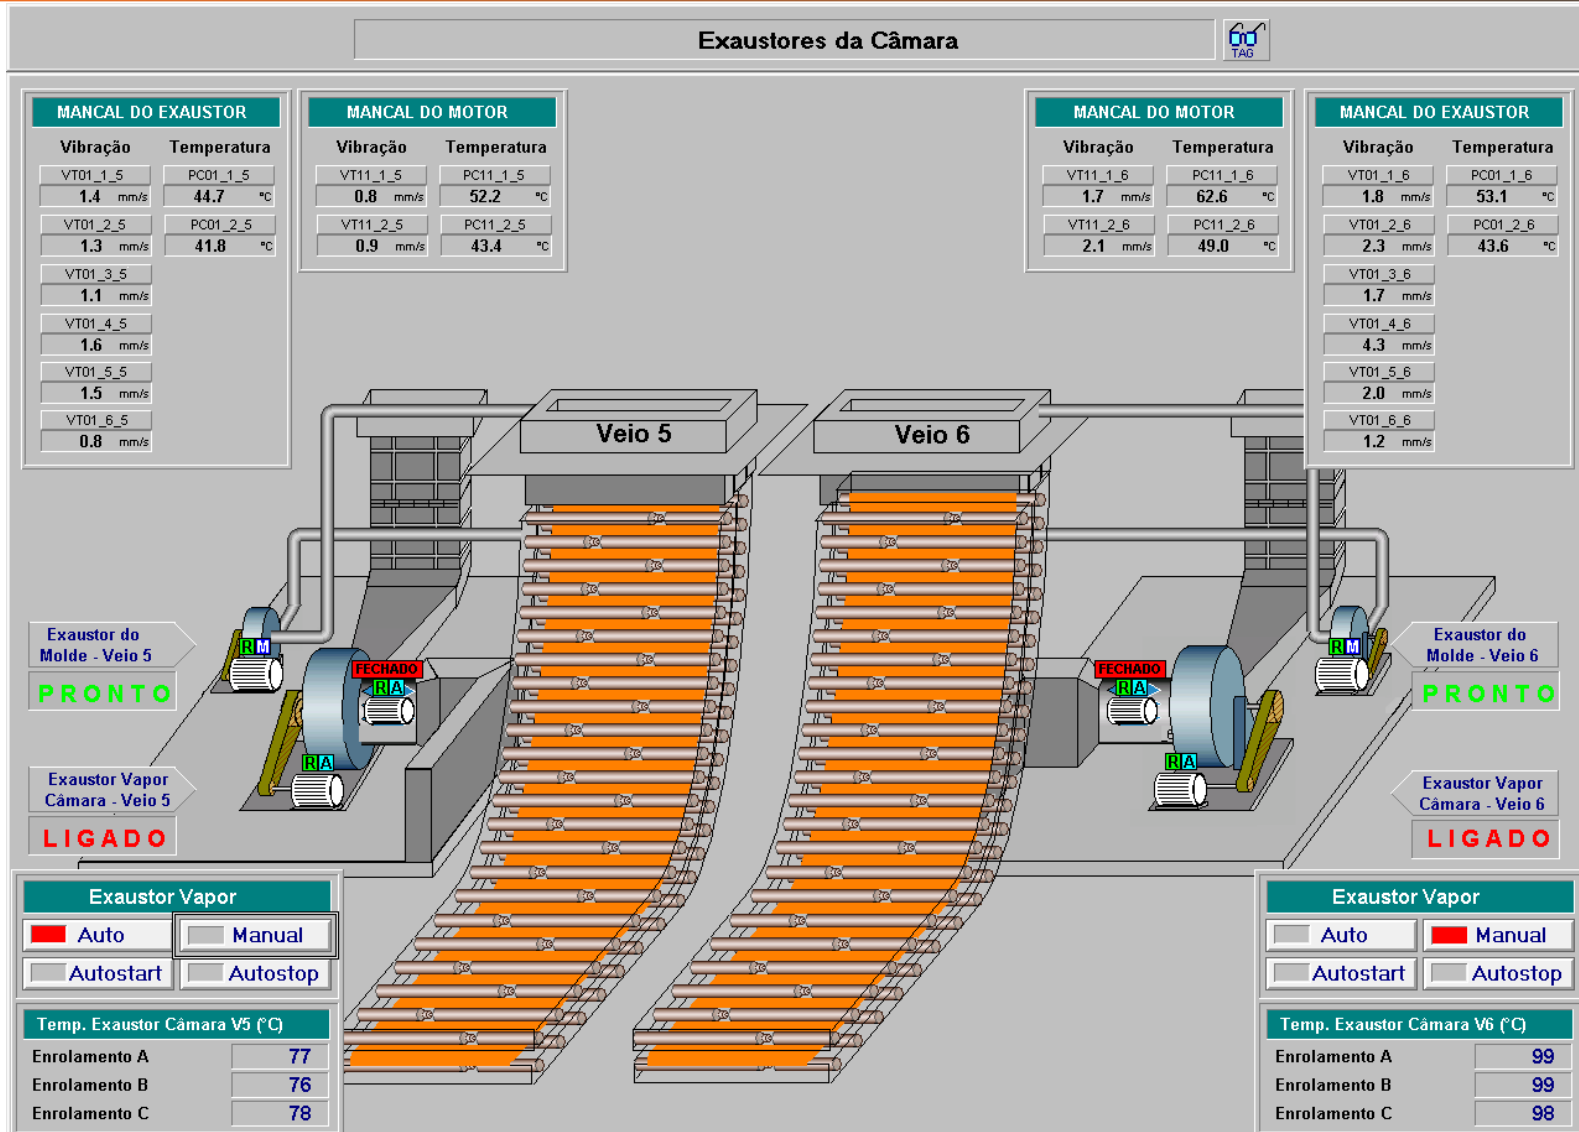 Exaustores da Câmara
TAG
MANCAL DO EXAUSTOR
Vibração Temperatura
VT01_1_5 PC01_1_5
1.4 mm/s 44.7 °C
VT01_2_5 PC01_2_5
1.3 mm/s 41.8 °C
VT01_3_5
1.1 mm/s
VT01_4_5
1.6 mm/s
VT01_5_5
1.5 mm/s
VT01_6_5
0.8 mm/s
MANCAL DO MOTOR
Vibração Temperatura
VT11_1_5 PC11_1_5
0.8 mm/s 52.2 °C
VT11_2_5 PC11_2_5
0.9 mm/s 43.4 °C
MANCAL DO MOTOR
Vibração Temperatura
VT11_1_6 PC11_1_6
1.7 mm/s 62.6 °C
VT11_2_6 PC11_2_6
2.1 mm/s 49.0 °C
MANCAL DO EXAUSTOR
Vibração Temperatura
VT01_1_6 PC01_1_6
1.8 mm/s 53.1 °C
VT01_2_6 PC01_2_6
2.3 mm/s 43.6 °C
VT01_3_6
1.7 mm/s
VT01_4_6
4.3 mm/s
VT01_5_6
2.0 mm/s
VT01_6_6
1.2 mm/s
Veio 5
Veio 6
Exaustor do
Molde - Veio 5
PRONTO
R M
FECHADO
R A
R A
Exaustor Vapor
Câmara - Veio 5
LIGADO
FECHADO
R A
R A
R M
Exaustor do
Molde - Veio 6
PRONTO
Exaustor Vapor
Câmara - Veio 6
LIGADO
Exaustor Vapor
Auto Manual
Autostart Autostop
Temp. Exaustor Câmara V5 (°C)
Enrolamento A 77
Enrolamento B 76
Enrolamento C 78
Exaustor Vapor
Auto Manual
Autostart Autostop
Temp. Exaustor Câmara V6 (°C)
Enrolamento A 99
Enrolamento B 99
Enrolamento C 98